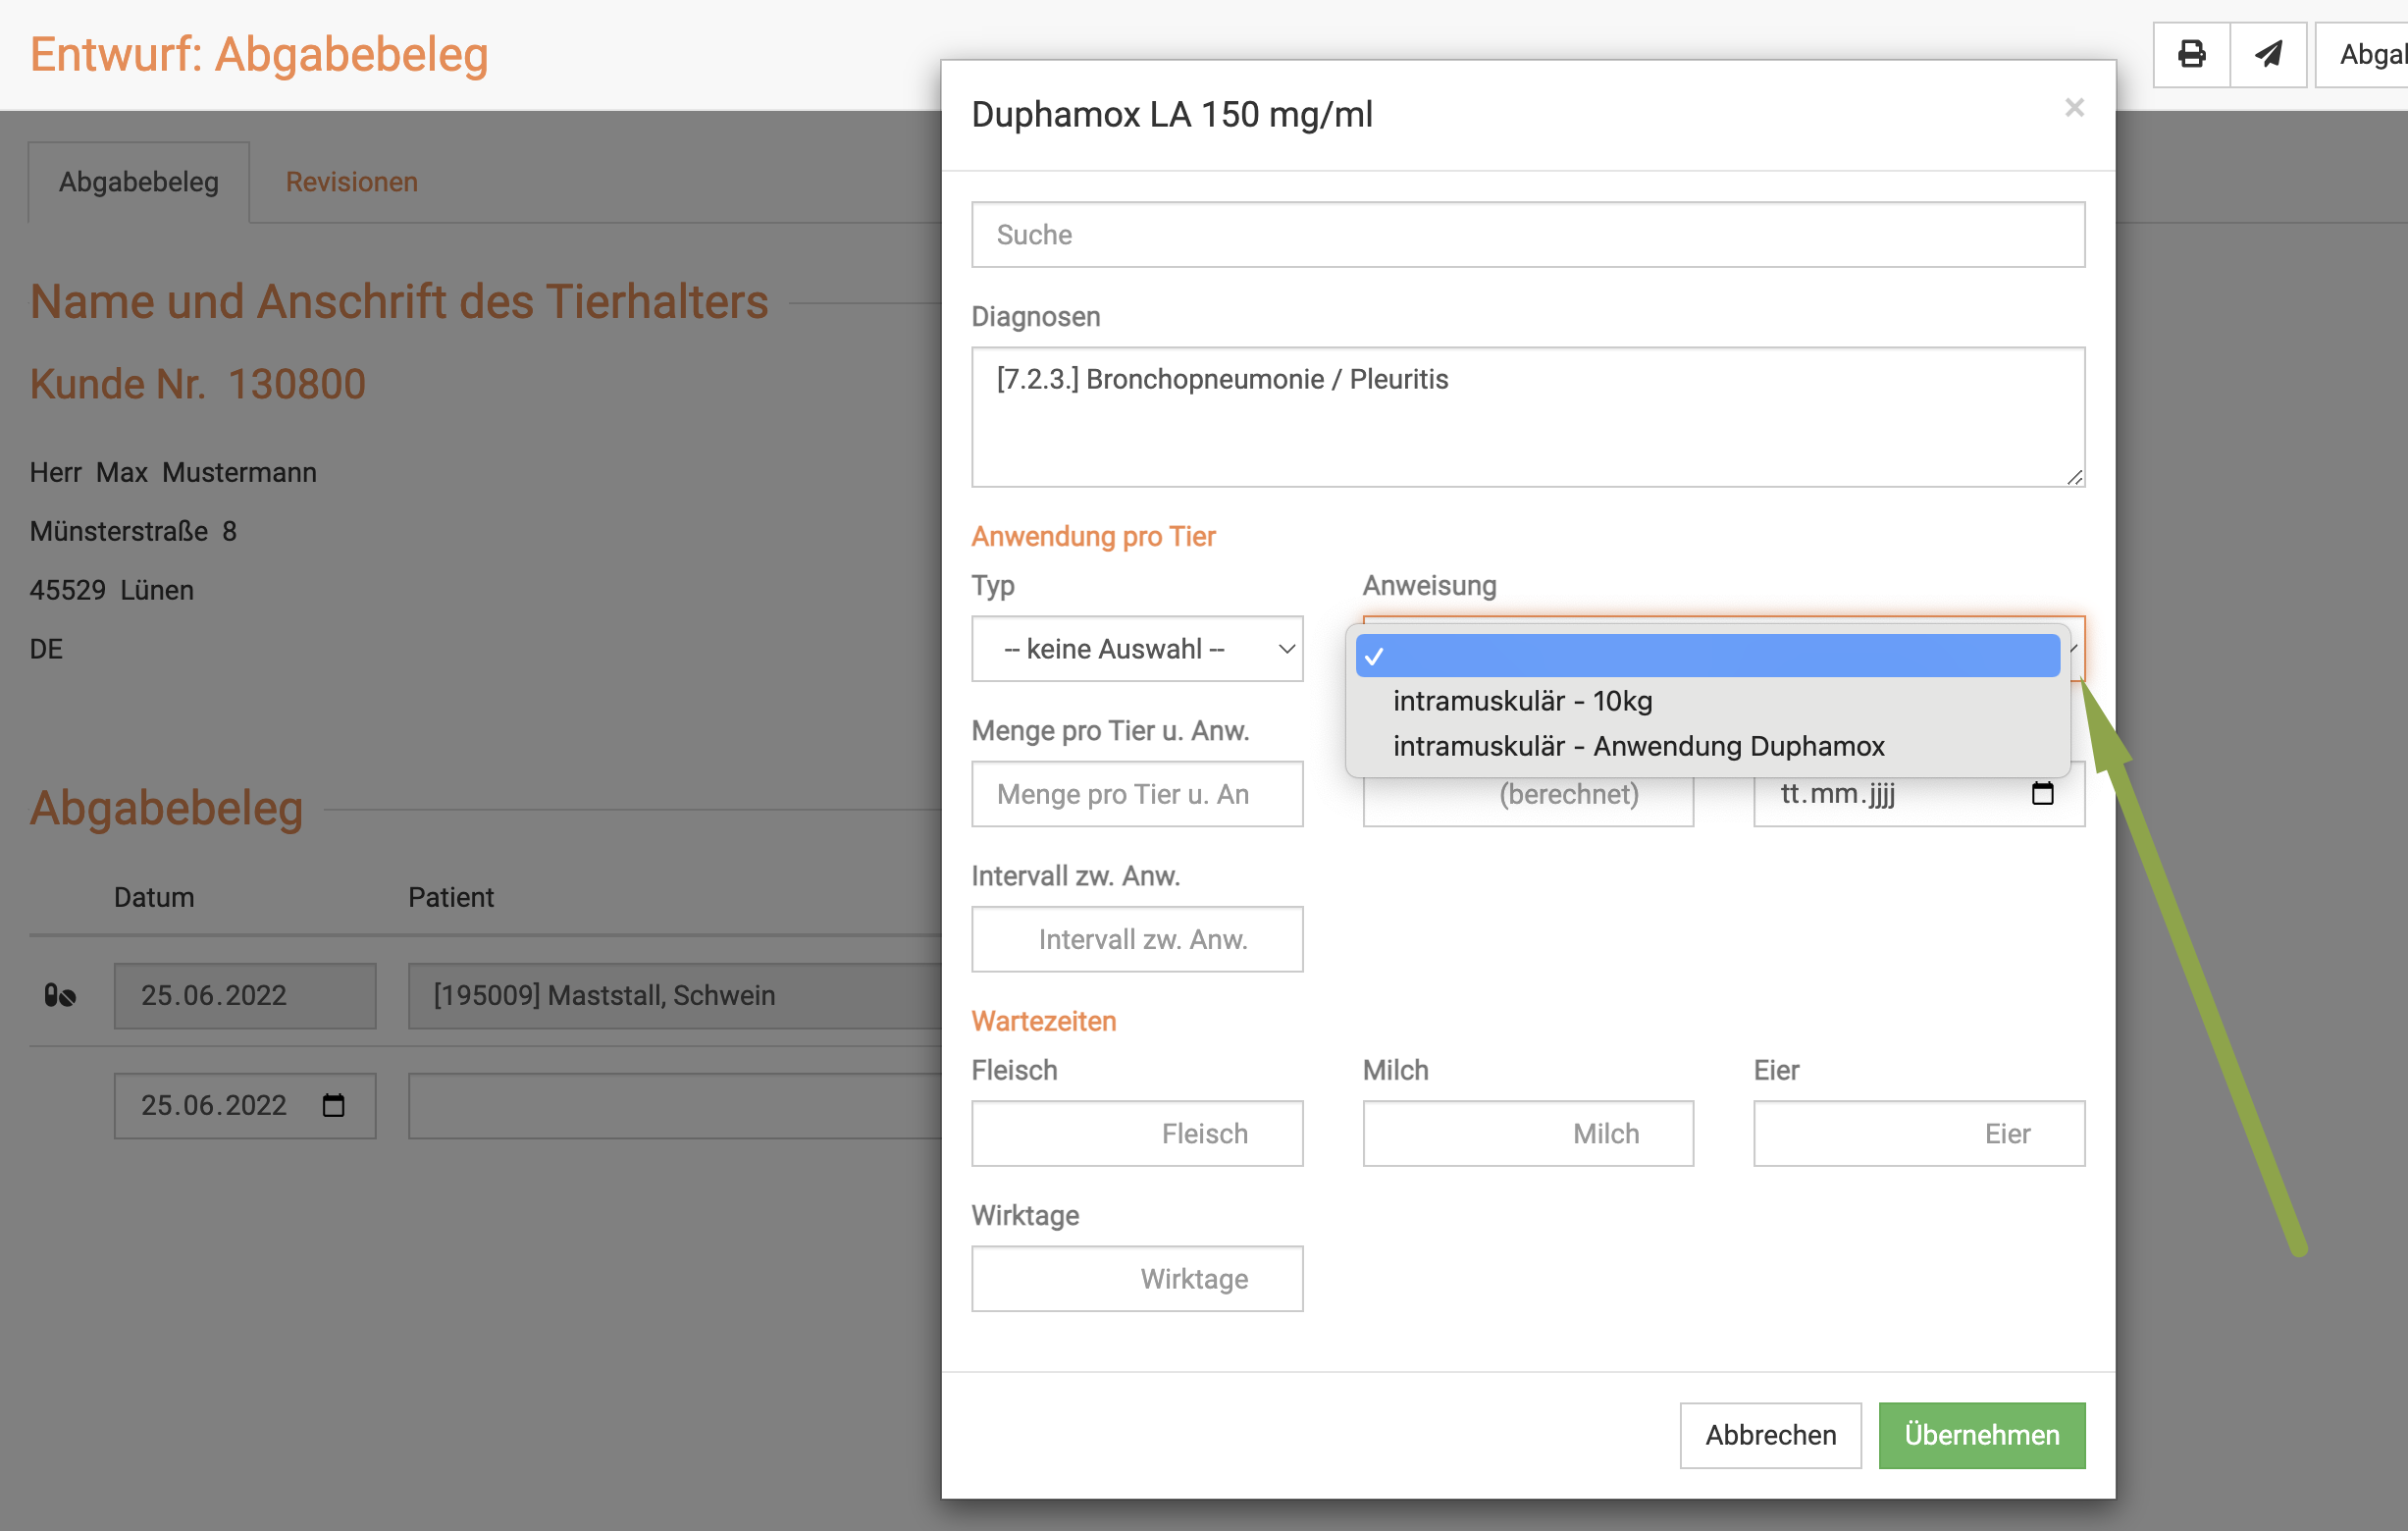 Entwurf: Abgabebeleg
Abgabebeleg
Revisionen
Name und Anschrift des Tierhalters
Kunde Nr. 130800
Herr Max Mustermann
Münsterstraße 8
45529 Lünen
DE
Abgabebeleg
Datum Patient
25.06.2022 [195009] Maststall, Schwein
25.06.2022
Duphamox LA 150 mg/ml
×
Suche
Diagnosen
[7.2.3.] Bronchopneumonie / Pleuritis
Anwendung pro Tier
Typ Anweisung
-- keine Auswahl --
intramuskulär - 10kg
intramuskulär - Anwendung Duphamox
Menge pro Tier u. Anw.
Menge pro Tier u. An (berechnet) tt.mm.jjjj
Intervall zw. Anw.
Intervall zw. Anw.
Wartezeiten
Fleisch Milch Eier
Fleisch Milch Eier
Wirktage
Wirktage
Abbrechen Übernehmen